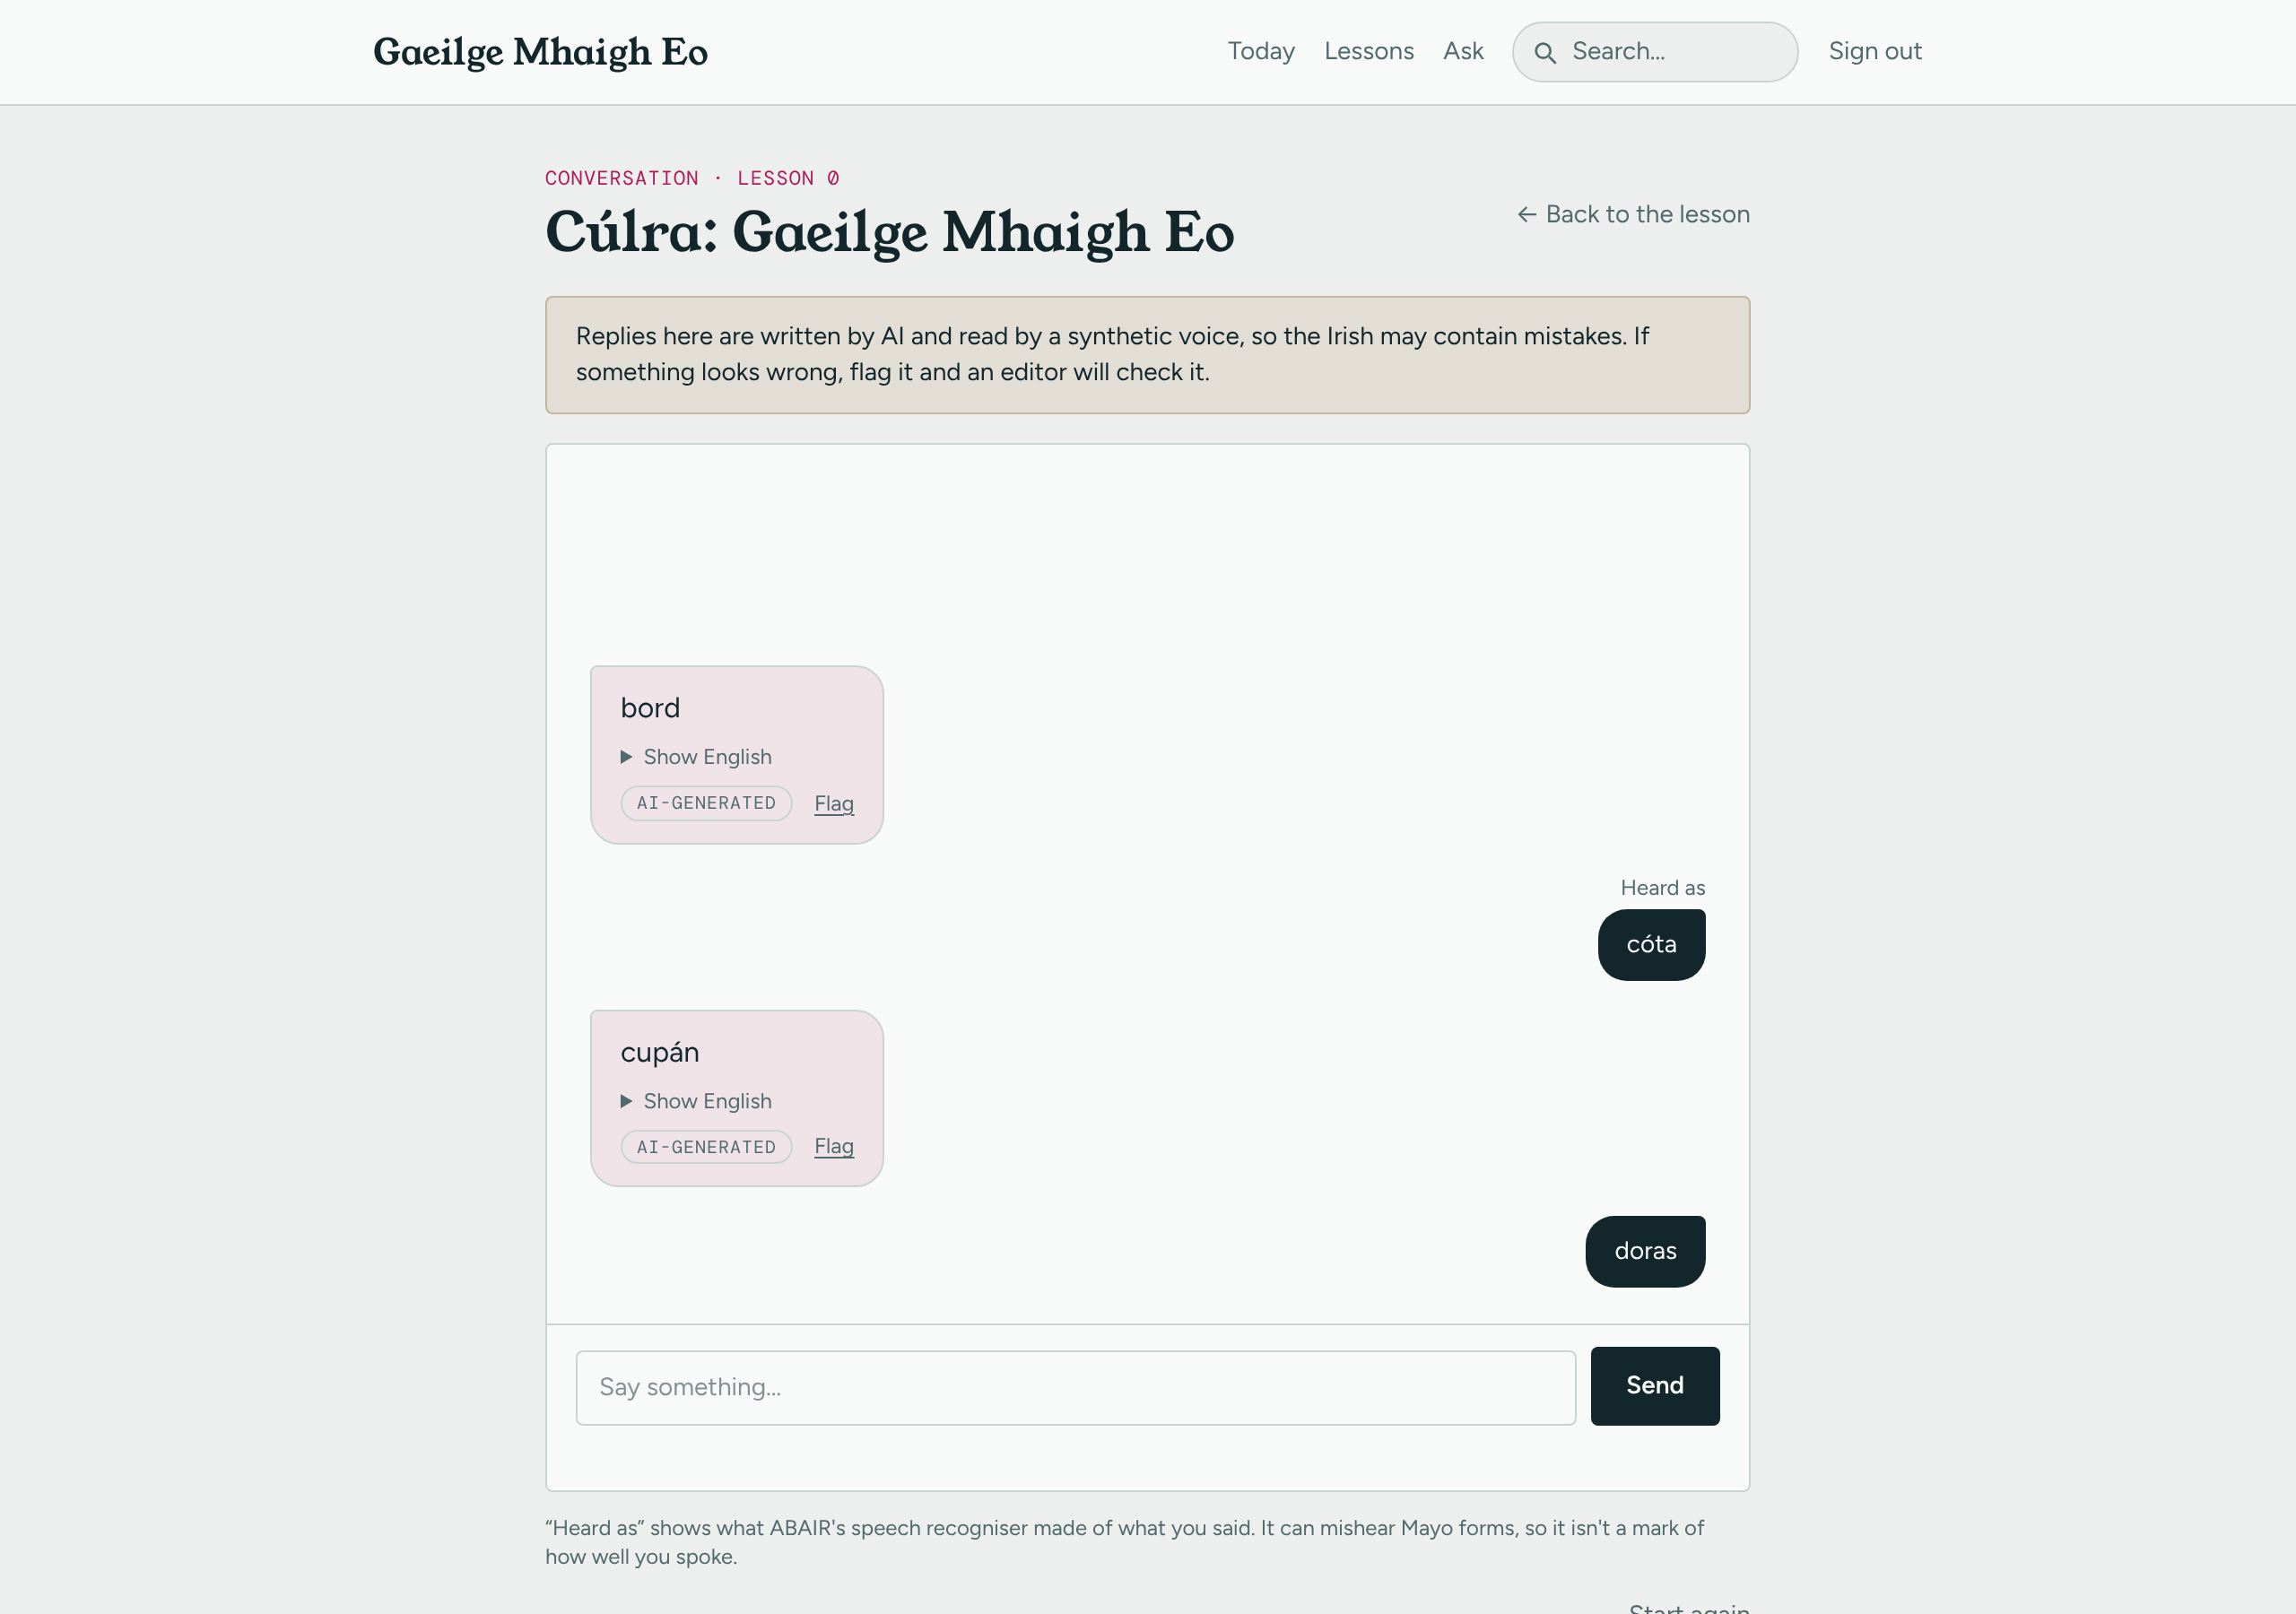 Gaeilge Mhaigh Eo
Today Lessons Ask Search... Sign out
CONVERSATION · LESSON 0
Cúlra: Gaeilge Mhaigh Eo
← Back to the lesson
Replies here are written by AI and read by a synthetic voice, so the Irish may contain mistakes. If
something looks wrong, flag it and an editor will check it.
bord
Show English
AI-GENERATED Flag
Heard as
cóta
cupán
Show English
AI-GENERATED Flag
doras
Say something...
Send
“Heard as” shows what ABAIR's speech recogniser made of what you said. It can mishear Mayo forms, so it isn't a mark of
how well you spoke.
Start again